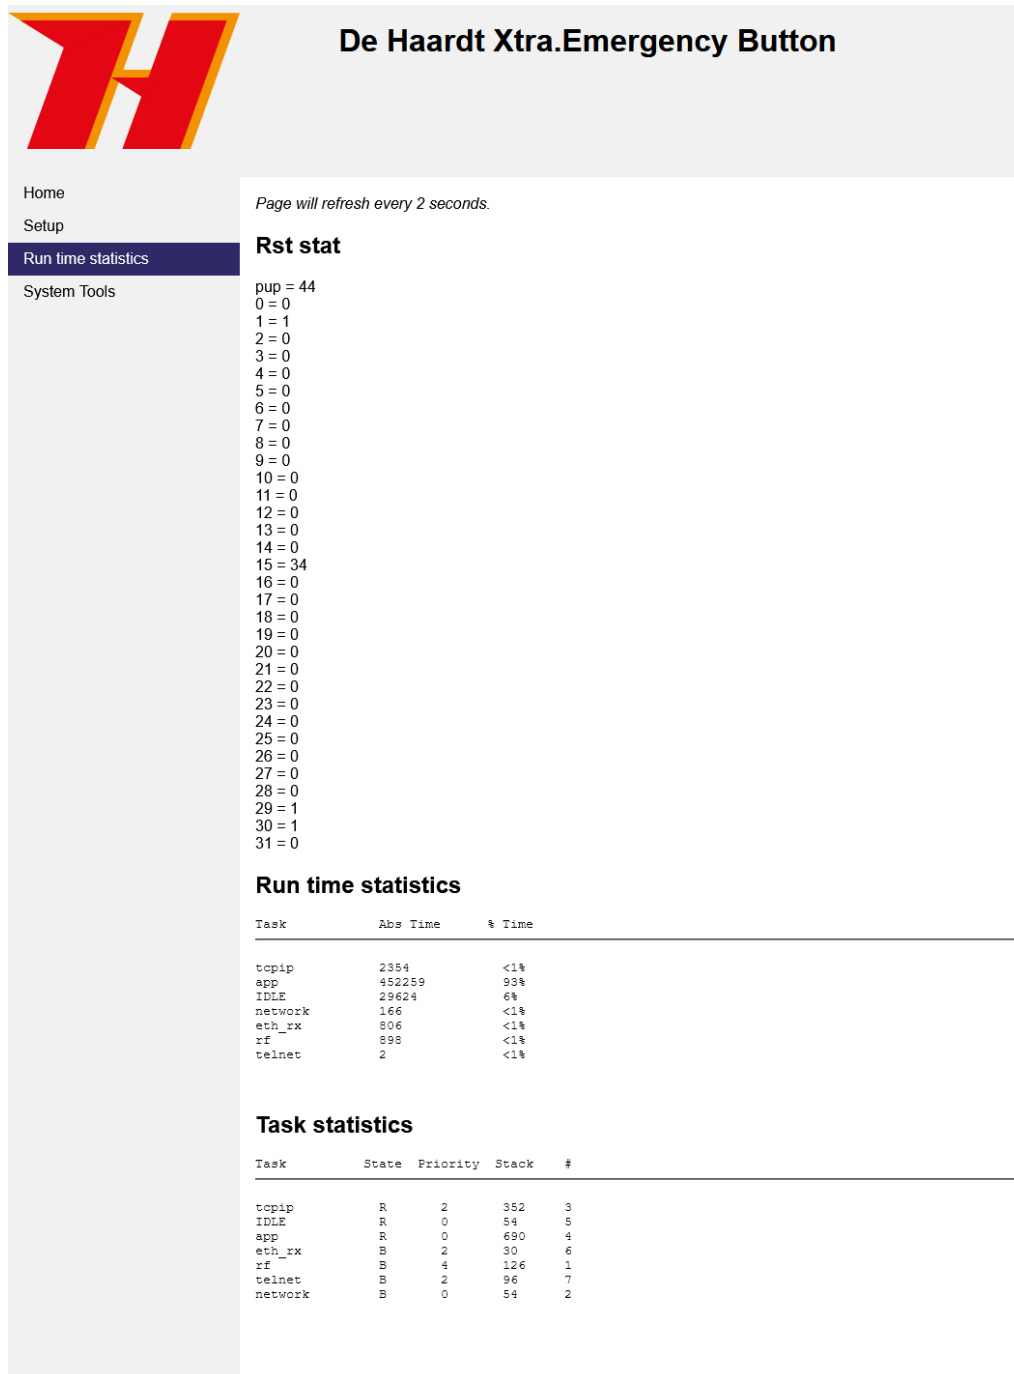 De Haardt Xtra.Emergency Button
Home
Setup
Run time statistics
System Tools
Page will refresh every 2 seconds.
Rst stat
pup = 44
0 = 0
1 = 1
2 = 0
3 = 0
4 = 0
5 = 0
6 = 0
7 = 0
8 = 0
9 = 0
10 = 0
11 = 0
12 = 0
13 = 0
14 = 0
15 = 34
16 = 0
17 = 0
18 = 0
19 = 0
20 = 0
21 = 0
22 = 0
23 = 0
24 = 0
25 = 0
26 = 0
27 = 0
28 = 0
29 = 1
30 = 1
31 = 0
Run time statistics
Task Abs Time % Time
tcpip 2354 <1%
app 452259 93%
IDLE 29624 6%
network 166 <1%
eth_rx 806 <1%
rf 898 <1%
telnet 2 <1%
Task statistics
Task State Priority Stack #
tcpip R 2 352 3
IDLE R 0 54 5
app R 0 690 4
eth_rx B 2 30 6
rf B 4 126 1
telnet B 2 96 7
network B 0 54 2